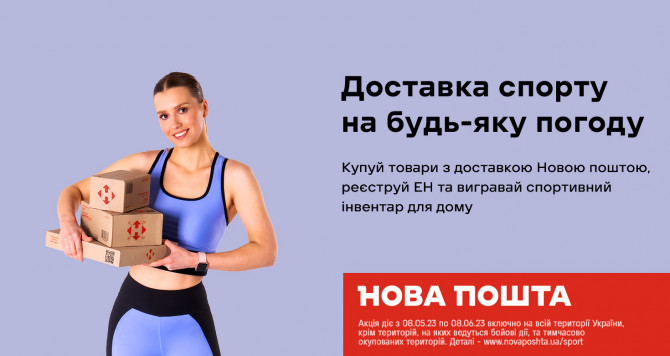 Доставка спорту
на будь-яку погоду
Купуй товари з доставкою Новою поштою,
реєструй ЕН та вигравай спортивний
інвентар для дому
НОВА ПОШТА
Акція діє з 08.05.23 по 08.06.23 включно на всій території України,
крім територій, на яких ведуться бойові дії, та тимчасово
окупованих територій. Деталі - www.novaposhta.ua/sport